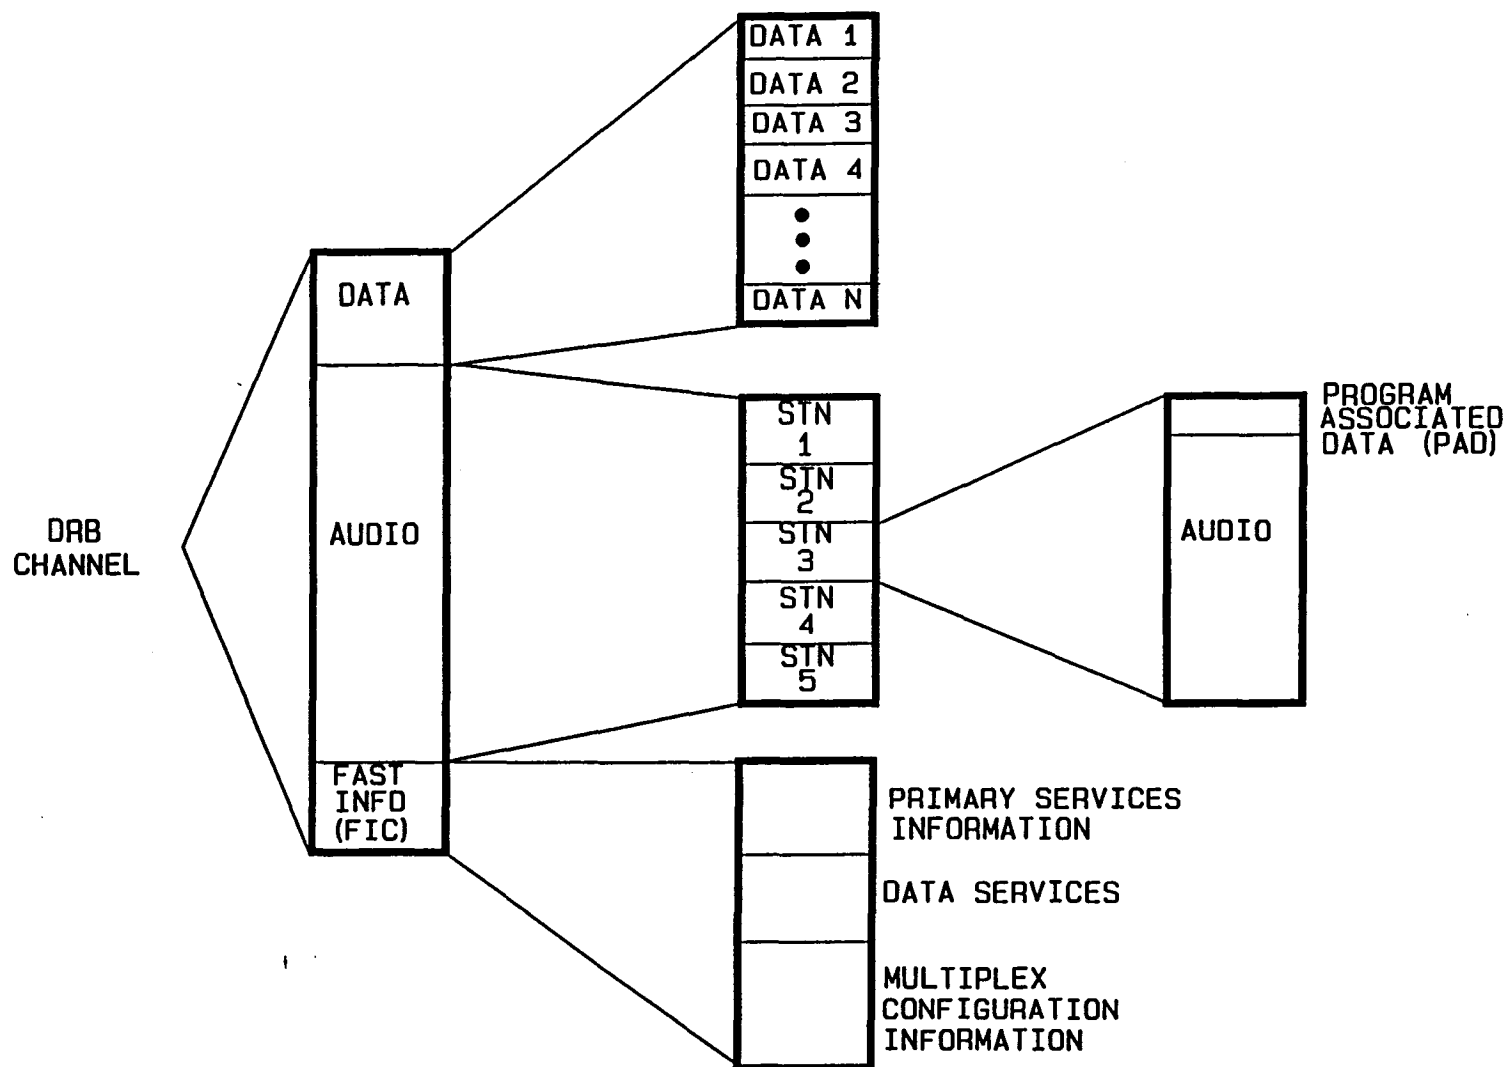 DRB
CHANNEL
DATA
AUDIO
FAST
INFO
(FIC)
DATA 1
DATA 2
DATA 3
DATA 4
DATA N
STN
1
STN
2
STN
3
STN
4
STN
5
PRIMARY SERVICES
INFORMATION
DATA SERVICES
MULTIPLEX
CONFIGURATION
INFORMATION
PROGRAM
ASSOCIATED
DATA (PAD)
AUDIO